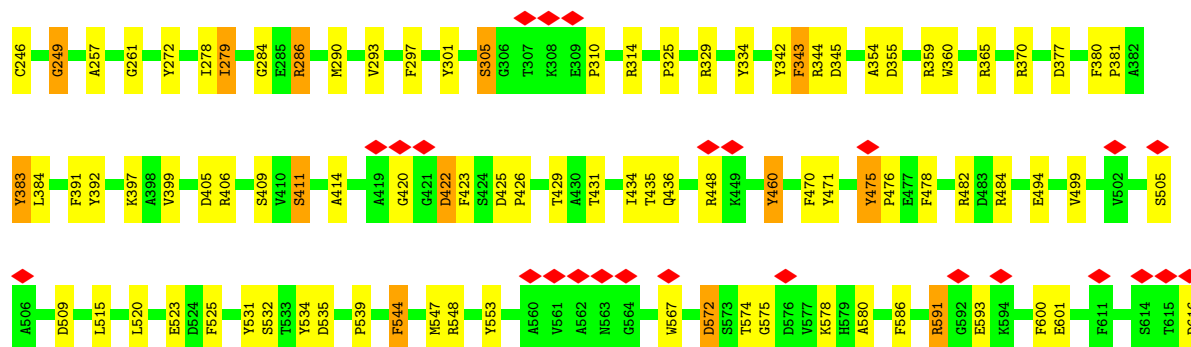 C246 G249 A257 G261 Y272 I278 I279 G284 E285 R286 M290 V293 F297 Y301 S305 G306 T307 K308 E309 P310 R314 P325 R329 Y334 Y342 F343 R344 D345 A354 D355 R359 W360 R365 R370 D377 F380 P381 A382
Y383 L384 F391 Y392 K397 A398 V399 D405 R406 S409 V410 S411 A414 A419 G420 G421 D422 F423 S424 D425 P426 T429 A430 T431 I434 T435 Q436 R448 K449 Y460 F470 Y471 Y475 P476 E477 F478 R482 D483 R484 E494 V499 V502 S505
A506 D509 L515 L520 E523 D524 F525 Y531 S532 T533 Y534 D535 P539 F544 M547 R548 Y553 A560 V561 A562 N563 G564 W567 D572 S573 T574 G575 D576 V577 K578 H579 A580 F586 R591 G592 E593 K594 F600 E601 F611 S614 T615